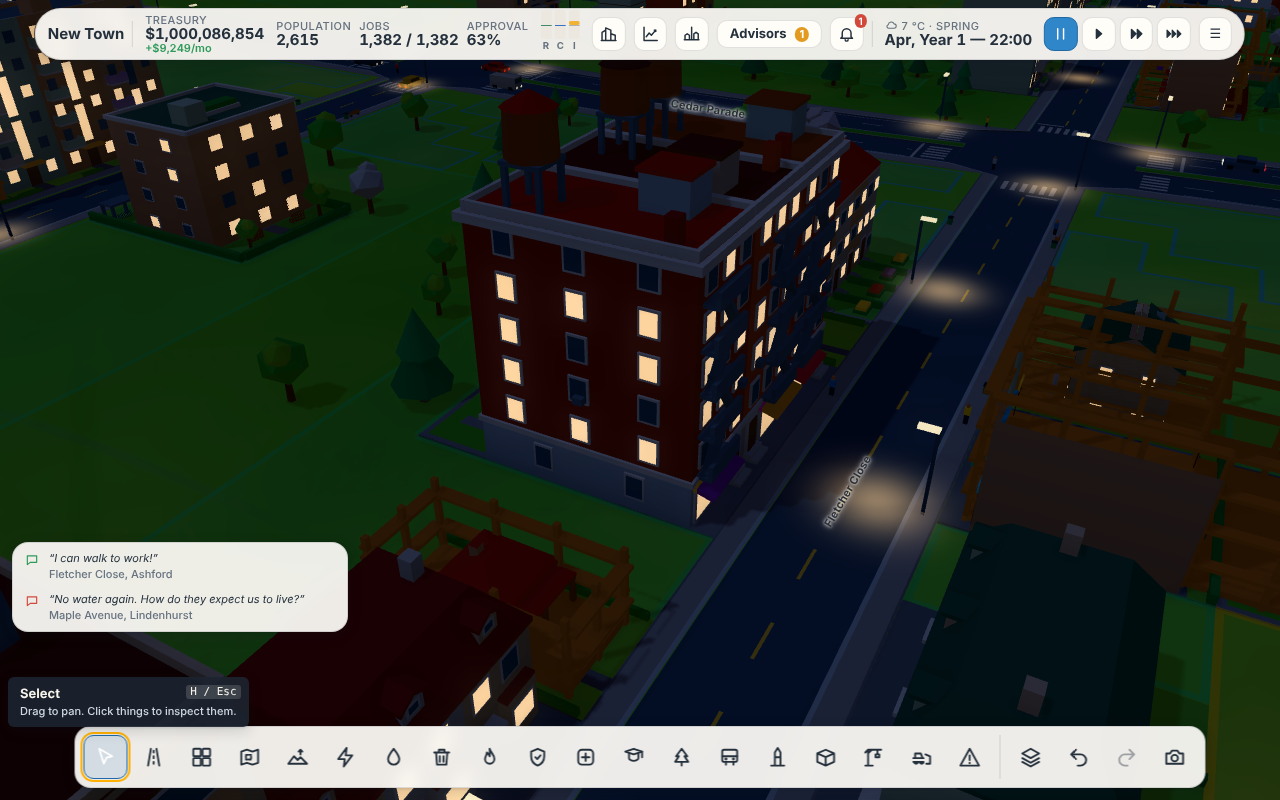 New Town
TREASURY
$1,000,086,854
+$9,249/mo
POPULATION
2,615
JOBS
1,382 / 1,382
APPROVAL
63%
R C I
Advisors 1
1
7 °C · SPRING
Apr, Year 1 — 22:00
Cedar Parade
Fletcher Close
“I can walk to work!”
Fletcher Close, Ashford
“No water again. How do they expect us to live?”
Maple Avenue, Lindenhurst
Select H / Esc
Drag to pan. Click things to inspect them.